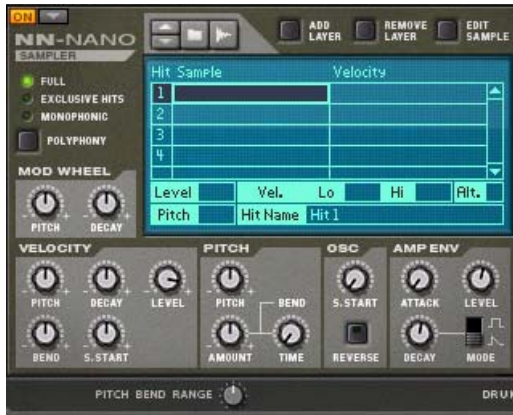 ON
NN-NANO
SAMPLER
ADD LAYER
REMOVE LAYER
EDIT SAMPLE
FULL
EXCLUSIVE HITS
MONOPHONIC
POLYPHONY
Hit Sample Velocity
1
2
3
4
Level Vel. Lo Hi Alt.
Pitch Hit Name Hit 1
MOD WHEEL
PITCH DECAY
VELOCITY PITCH OSC AMP ENV
PITCH DECAY LEVEL PITCH BEND S.START ATTACK LEVEL
BEND S.START AMOUNT TIME REVERSE DECAY MODE
PITCH BEND RANGE